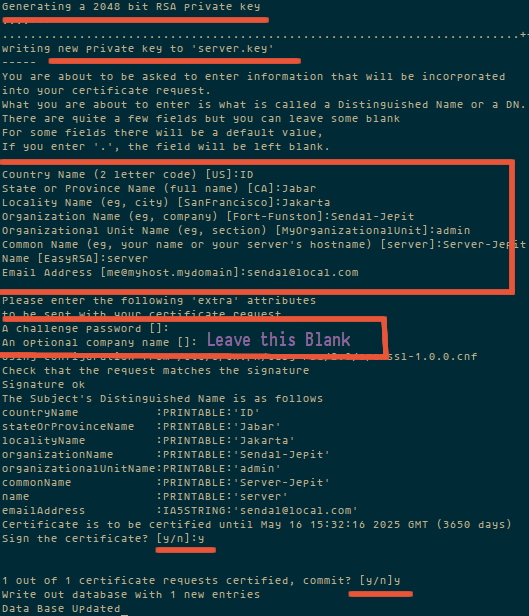 Generating a 2048 bit RSA private key
....
..........................................................................+
writing new private key to 'server.key'
-----
You are about to be asked to enter information that will be incorporated
into your certificate request.
What you are about to enter is what is called a Distinguished Name or a DN.
There are quite a few fields but you can leave some blank
For some fields there will be a default value,
If you enter '.', the field will be left blank.
Country Name (2 letter code) [US]:ID
State or Province Name (full name) [CA]:Jabar
Locality Name (eg, city) [SanFrancisco]:Jakarta
Organization Name (eg, company) [Fort-Funston]:Sendal-Jepit
Organizational Unit Name (eg, section) [MyOrganizationalUnit]:admin
Common Name (eg, your name or your server's hostname) [server]:Server-Jepit
Name [EasyRSA]:server
Email Address [me@myhost.mydomain]:sendal@local.com
Please enter the following 'extra' attributes
to be sent with your certificate request
A challenge password []:
An optional company name []: Leave this Blank
Using configuration from ssl-1.0.0.cnf
Check that the request matches the signature
Signature ok
The Subject's Distinguished Name is as follows
countryName :PRINTABLE:'ID'
stateOrProvinceName :PRINTABLE:'Jabar'
localityName :PRINTABLE:'Jakarta'
organizationName :PRINTABLE:'Sendal-Jepit'
organizationalUnitName:PRINTABLE:'admin'
commonName :PRINTABLE:'Server-Jepit'
name :PRINTABLE:'server'
emailAddress :IA5STRING:'sendal@local.com'
Certificate is to be certified until May 16 15:32:16 2025 GMT (3650 days)
Sign the certificate? [y/n]:y
1 out of 1 certificate requests certified, commit? [y/n]y
Write out database with 1 new entries
Data Base Updated